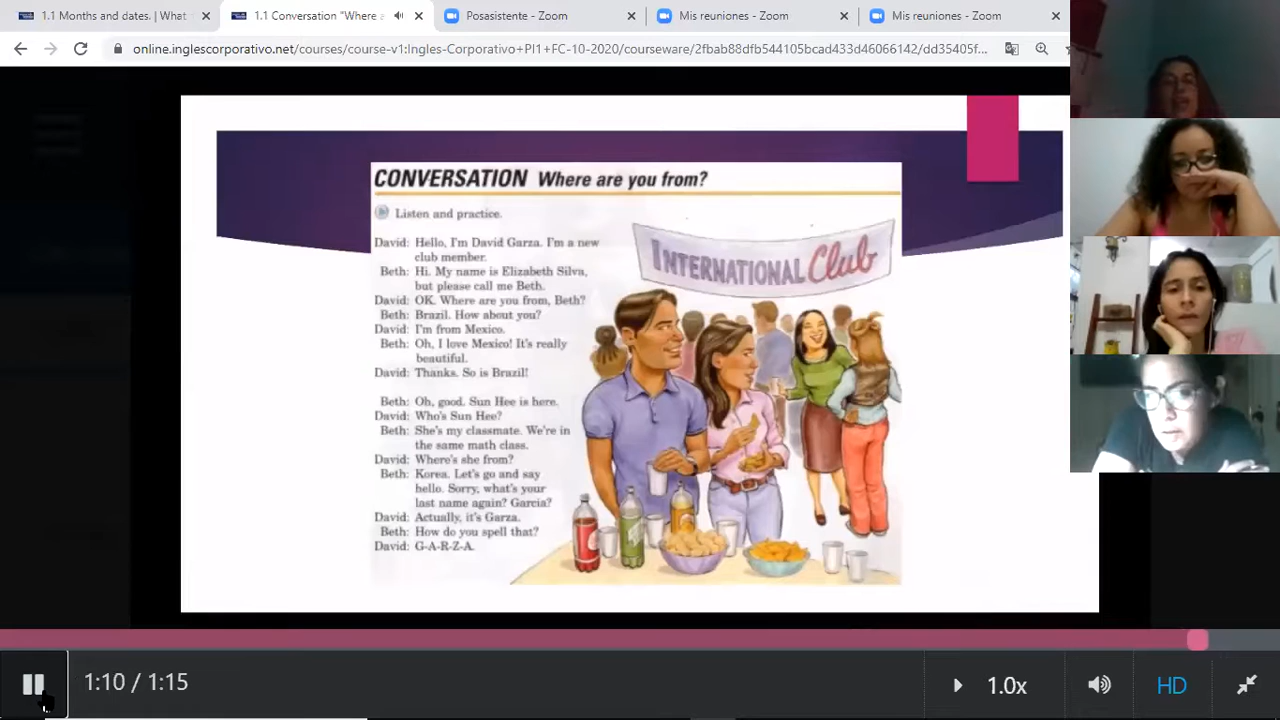 1.1 Months and dates. | What
1.1 Conversation "Where a
Posasistente - Zoom
Mis reuniones - Zoom
Mis reuniones - Zoom
online.inglescorporativo.net/courses/course-v1:Ingles-Corporativo+PI1+FC-10-2020/courseware/2fbab88dfb544105bcad433d46066142/dd35405f...
CONVERSATION Where are you from?
Listen and practice.
David: Hello, I'm David Garza. I'm a new
club member.
Beth: Hi. My name is Elizabeth Silva,
but please call me Beth.
David: OK. Where are you from, Beth?
Beth: Brazil. How about you?
David: I'm from Mexico.
Beth: Oh, I love Mexico! It's really
beautiful.
David: Thanks. So is Brazil!
Beth: Oh, good. Sun Hee is here.
David: Who's Sun Hee?
Beth: She's my classmate. We're in
the same math class.
David: Where's she from?
Beth: Korea. Let's go and say
hello. Sorry, what's your
last name again? Garcia?
David: Actually, it's Garza.
Beth: How do you spell that?
David: G-A-R-Z-A.
INTERNATIONAL Club
1:10 / 1:15
1.0x
HD